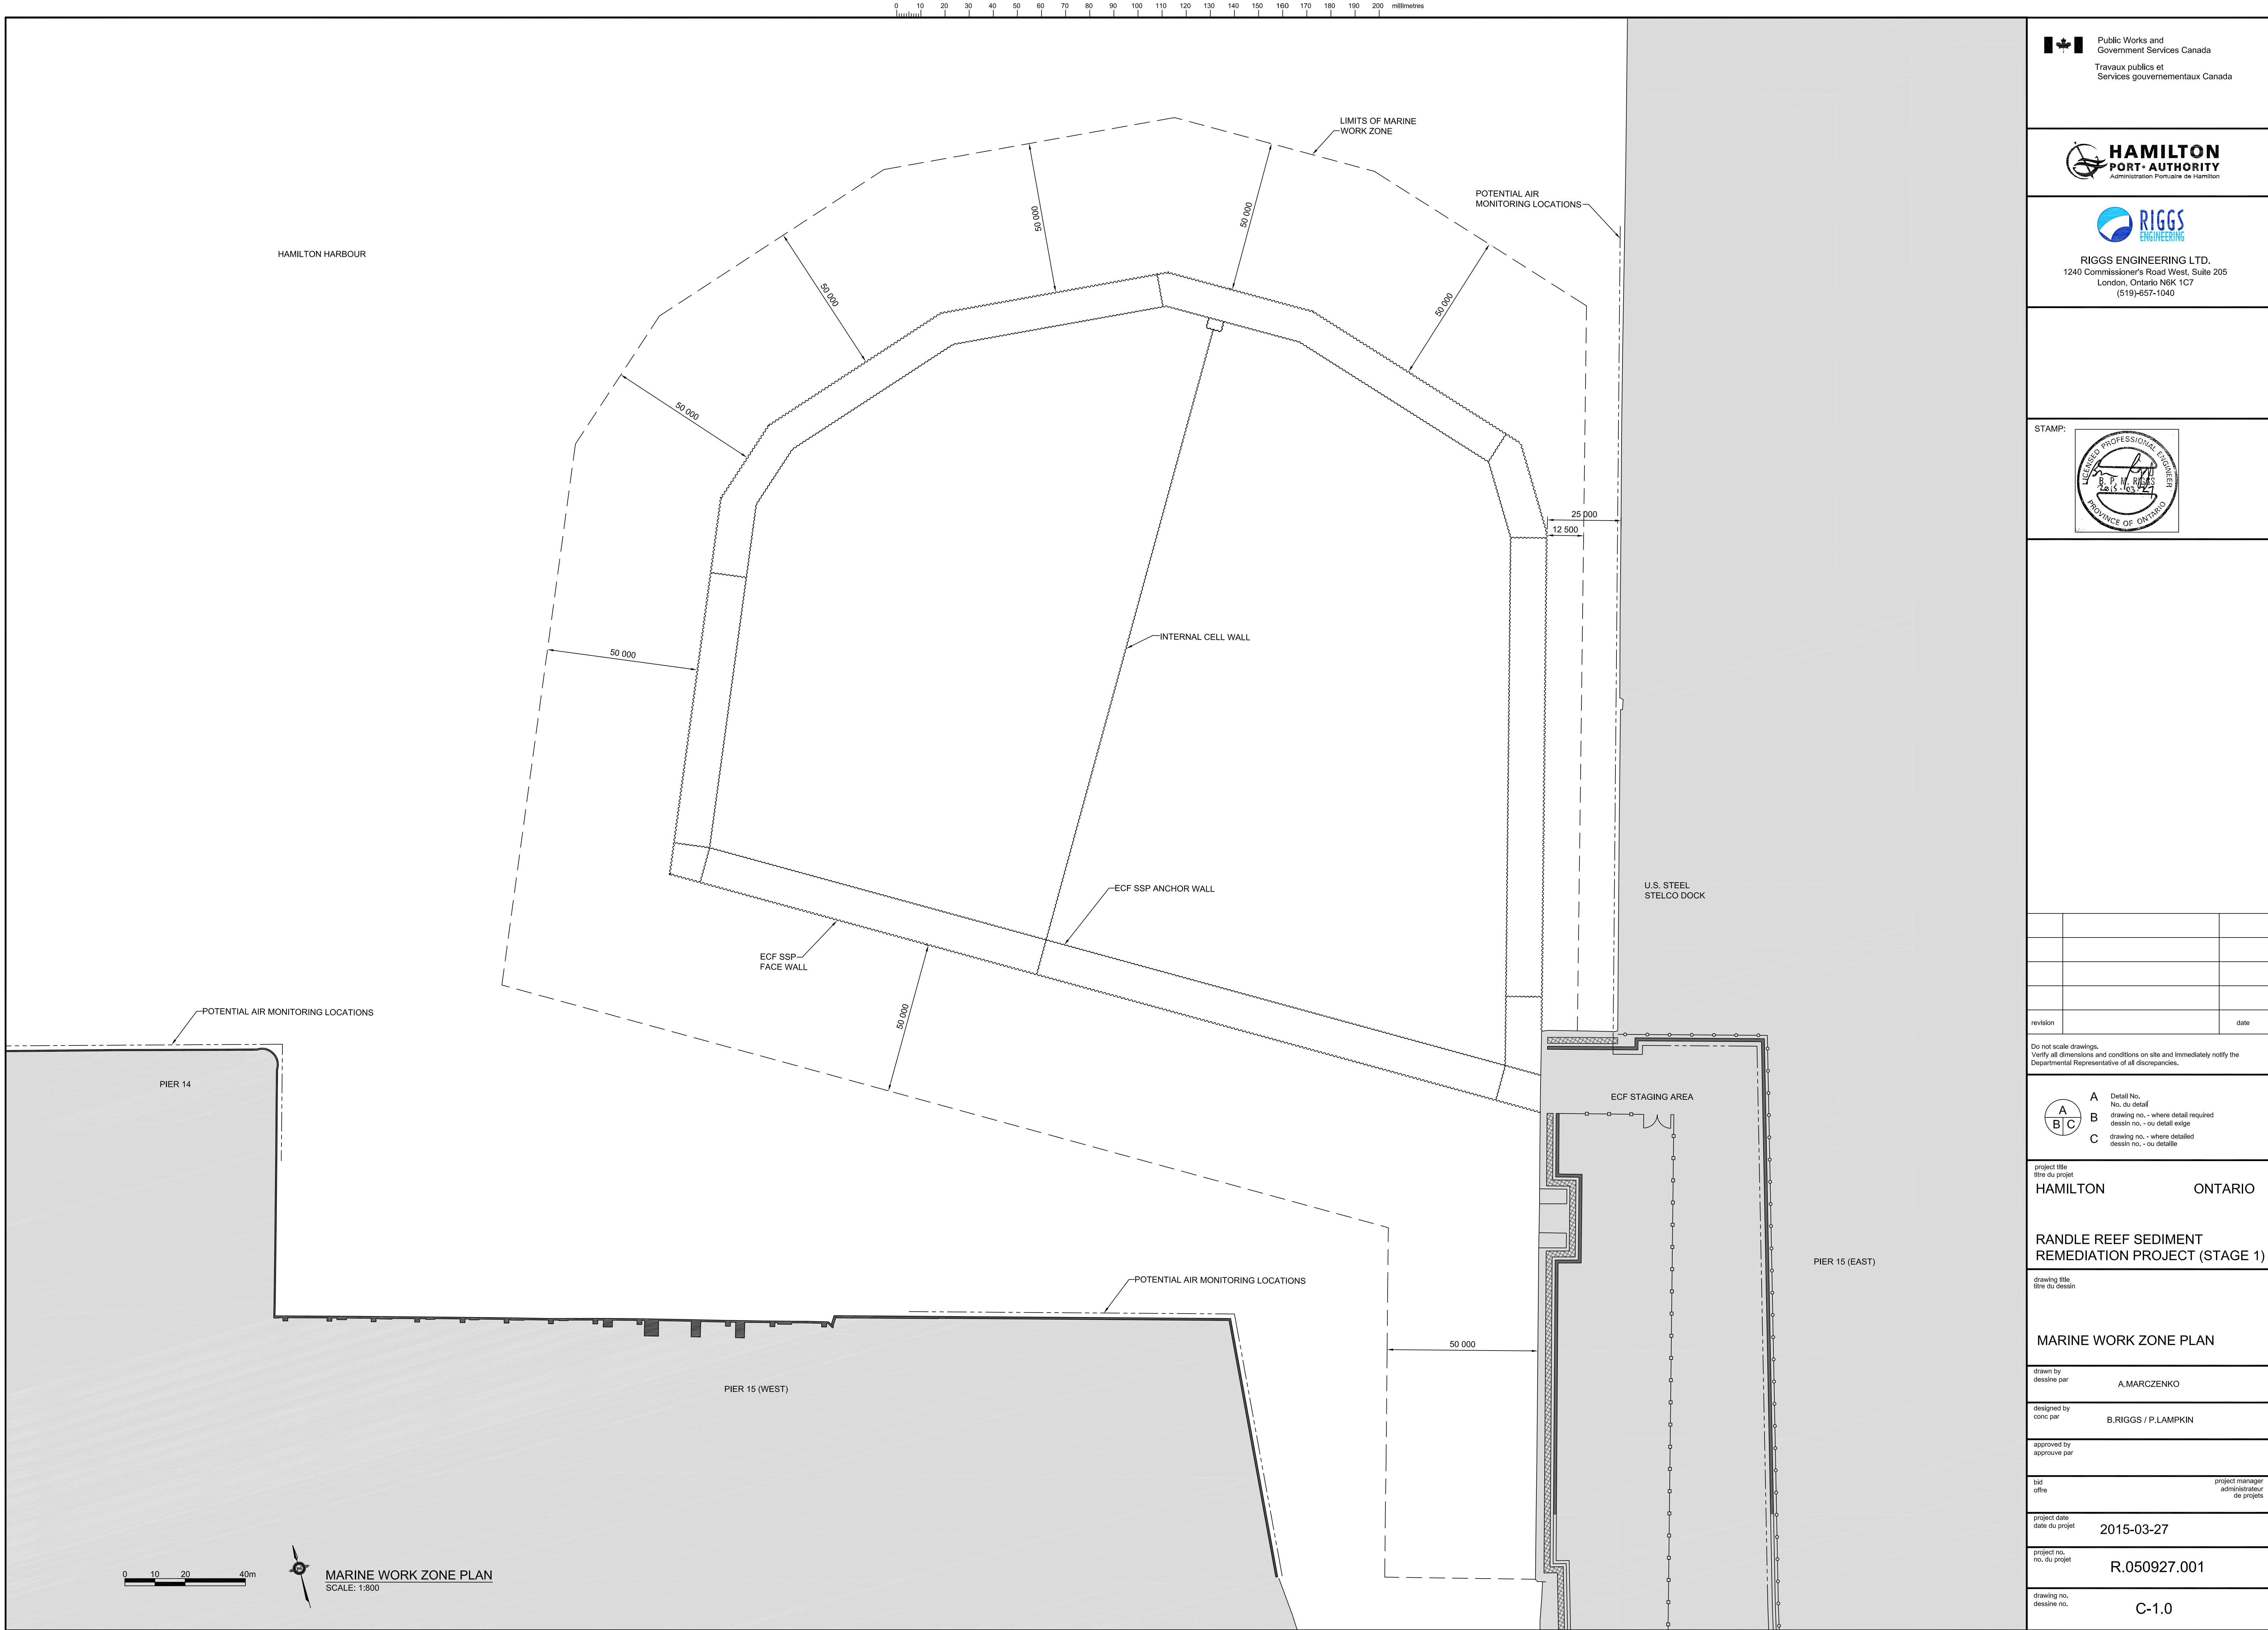 0 10 20 30 40 50 60 70 80 90 100 110 120 130 140 150 160 170 180 190 200 millimetres
LIMITS OF MARINE
WORK ZONE
POTENTIAL AIR
MONITORING LOCATIONS
HAMILTON HARBOUR
50 000
50 000
50 000
50 000
50 000
25 000
12 500
50 000
INTERNAL CELL WALL
ECF SSP ANCHOR WALL
U.S. STEEL
STELCO DOCK
ECF SSP
FACE WALL
50 000
POTENTIAL AIR MONITORING LOCATIONS
PIER 14
ECF STAGING AREA
PIER 15 (EAST)
POTENTIAL AIR MONITORING LOCATIONS
50 000
PIER 15 (WEST)
0 10 20 40m
MARINE WORK ZONE PLAN
SCALE: 1:800
Public Works and
Government Services Canada
Travaux publics et
Services gouvernementaux Canada
HAMILTON
PORT·AUTHORITY
Administration Portuaire de Hamilton
RIGGS
ENGINEERING
RIGGS ENGINEERING LTD.
1240 Commissioner's Road West, Suite 205
London, Ontario N6K 1C7
(519)-657-1040
STAMP:
LICENSED PROFESSIONAL ENGINEER
B. P. M. RIGGS
2015-03-27
PROVINCE OF ONTARIO
revision date
Do not scale drawings.
Verify all dimensions and conditions on site and immediately notify the
Departmental Representative of all discrepancies.
A
B C
A Detail No.
No. du detail
B drawing no. - where detail required
dessin no. - ou detail exige
C drawing no. - where detailed
dessin no. - ou detaille
project title
titre du projet
HAMILTON ONTARIO
RANDLE REEF SEDIMENT
REMEDIATION PROJECT (STAGE 1)
drawing title
titre du dessin
MARINE WORK ZONE PLAN
drawn by
dessine par
A.MARCZENKO
designed by
conc par
B.RIGGS / P.LAMPKIN
approved by
approuve par
bid
offre
project manager
administrateur
de projets
project date
date du projet
2015-03-27
project no.
no. du projet
R.050927.001
drawing no.
dessine no.
C-1.0